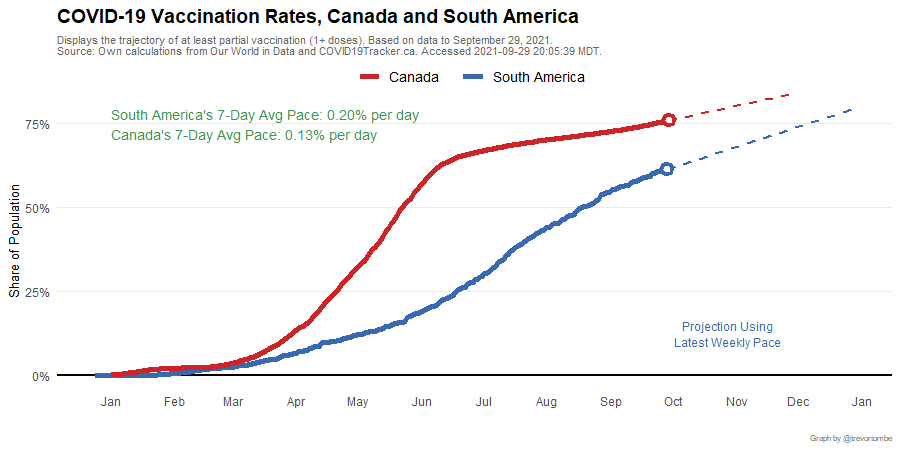 COVID-19 Vaccination Rates, Canada and South America
Displays the trajectory of at least partial vaccination (1+ doses). Based on data to September 29, 2021.
Source: Own calculations from Our World in Data and COVID19Tracker.ca. Accessed 2021-09-29 20:05:39 MDT.
Canada South America
South America's 7-Day Avg Pace: 0.20% per day
Canada's 7-Day Avg Pace: 0.13% per day
75%
50%
25%
0%
Share of Population
Projection Using
Latest Weekly Pace
Jan Feb Mar Apr May Jun Jul Aug Sep Oct Nov Dec Jan
Graph by @trevortombe